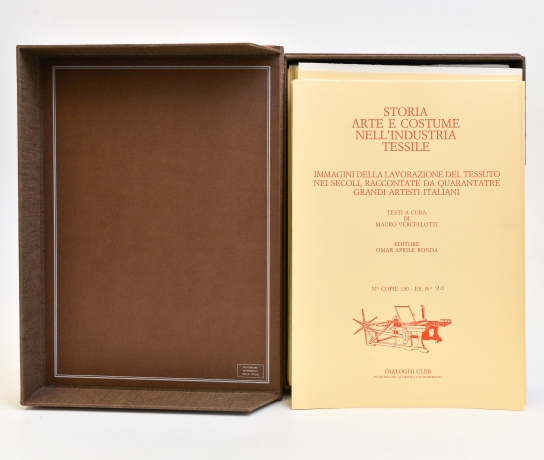 STORIA
ARTE E COSTUME
NELL'INDUSTRIA
TESSILE
IMMAGINI DELLA LAVORAZIONE DEL TESSUTO
NEI SECOLI, RACCONTATE DA QUARANTATRE
GRANDI ARTISTI ITALIANI
TESTI A CURA
DI
MAURO VERCELLOTTI
EDITORE
OMAR APRILE RONDA
N° COPIE 150 - ES. N° 90
DIALOGHI CLUB